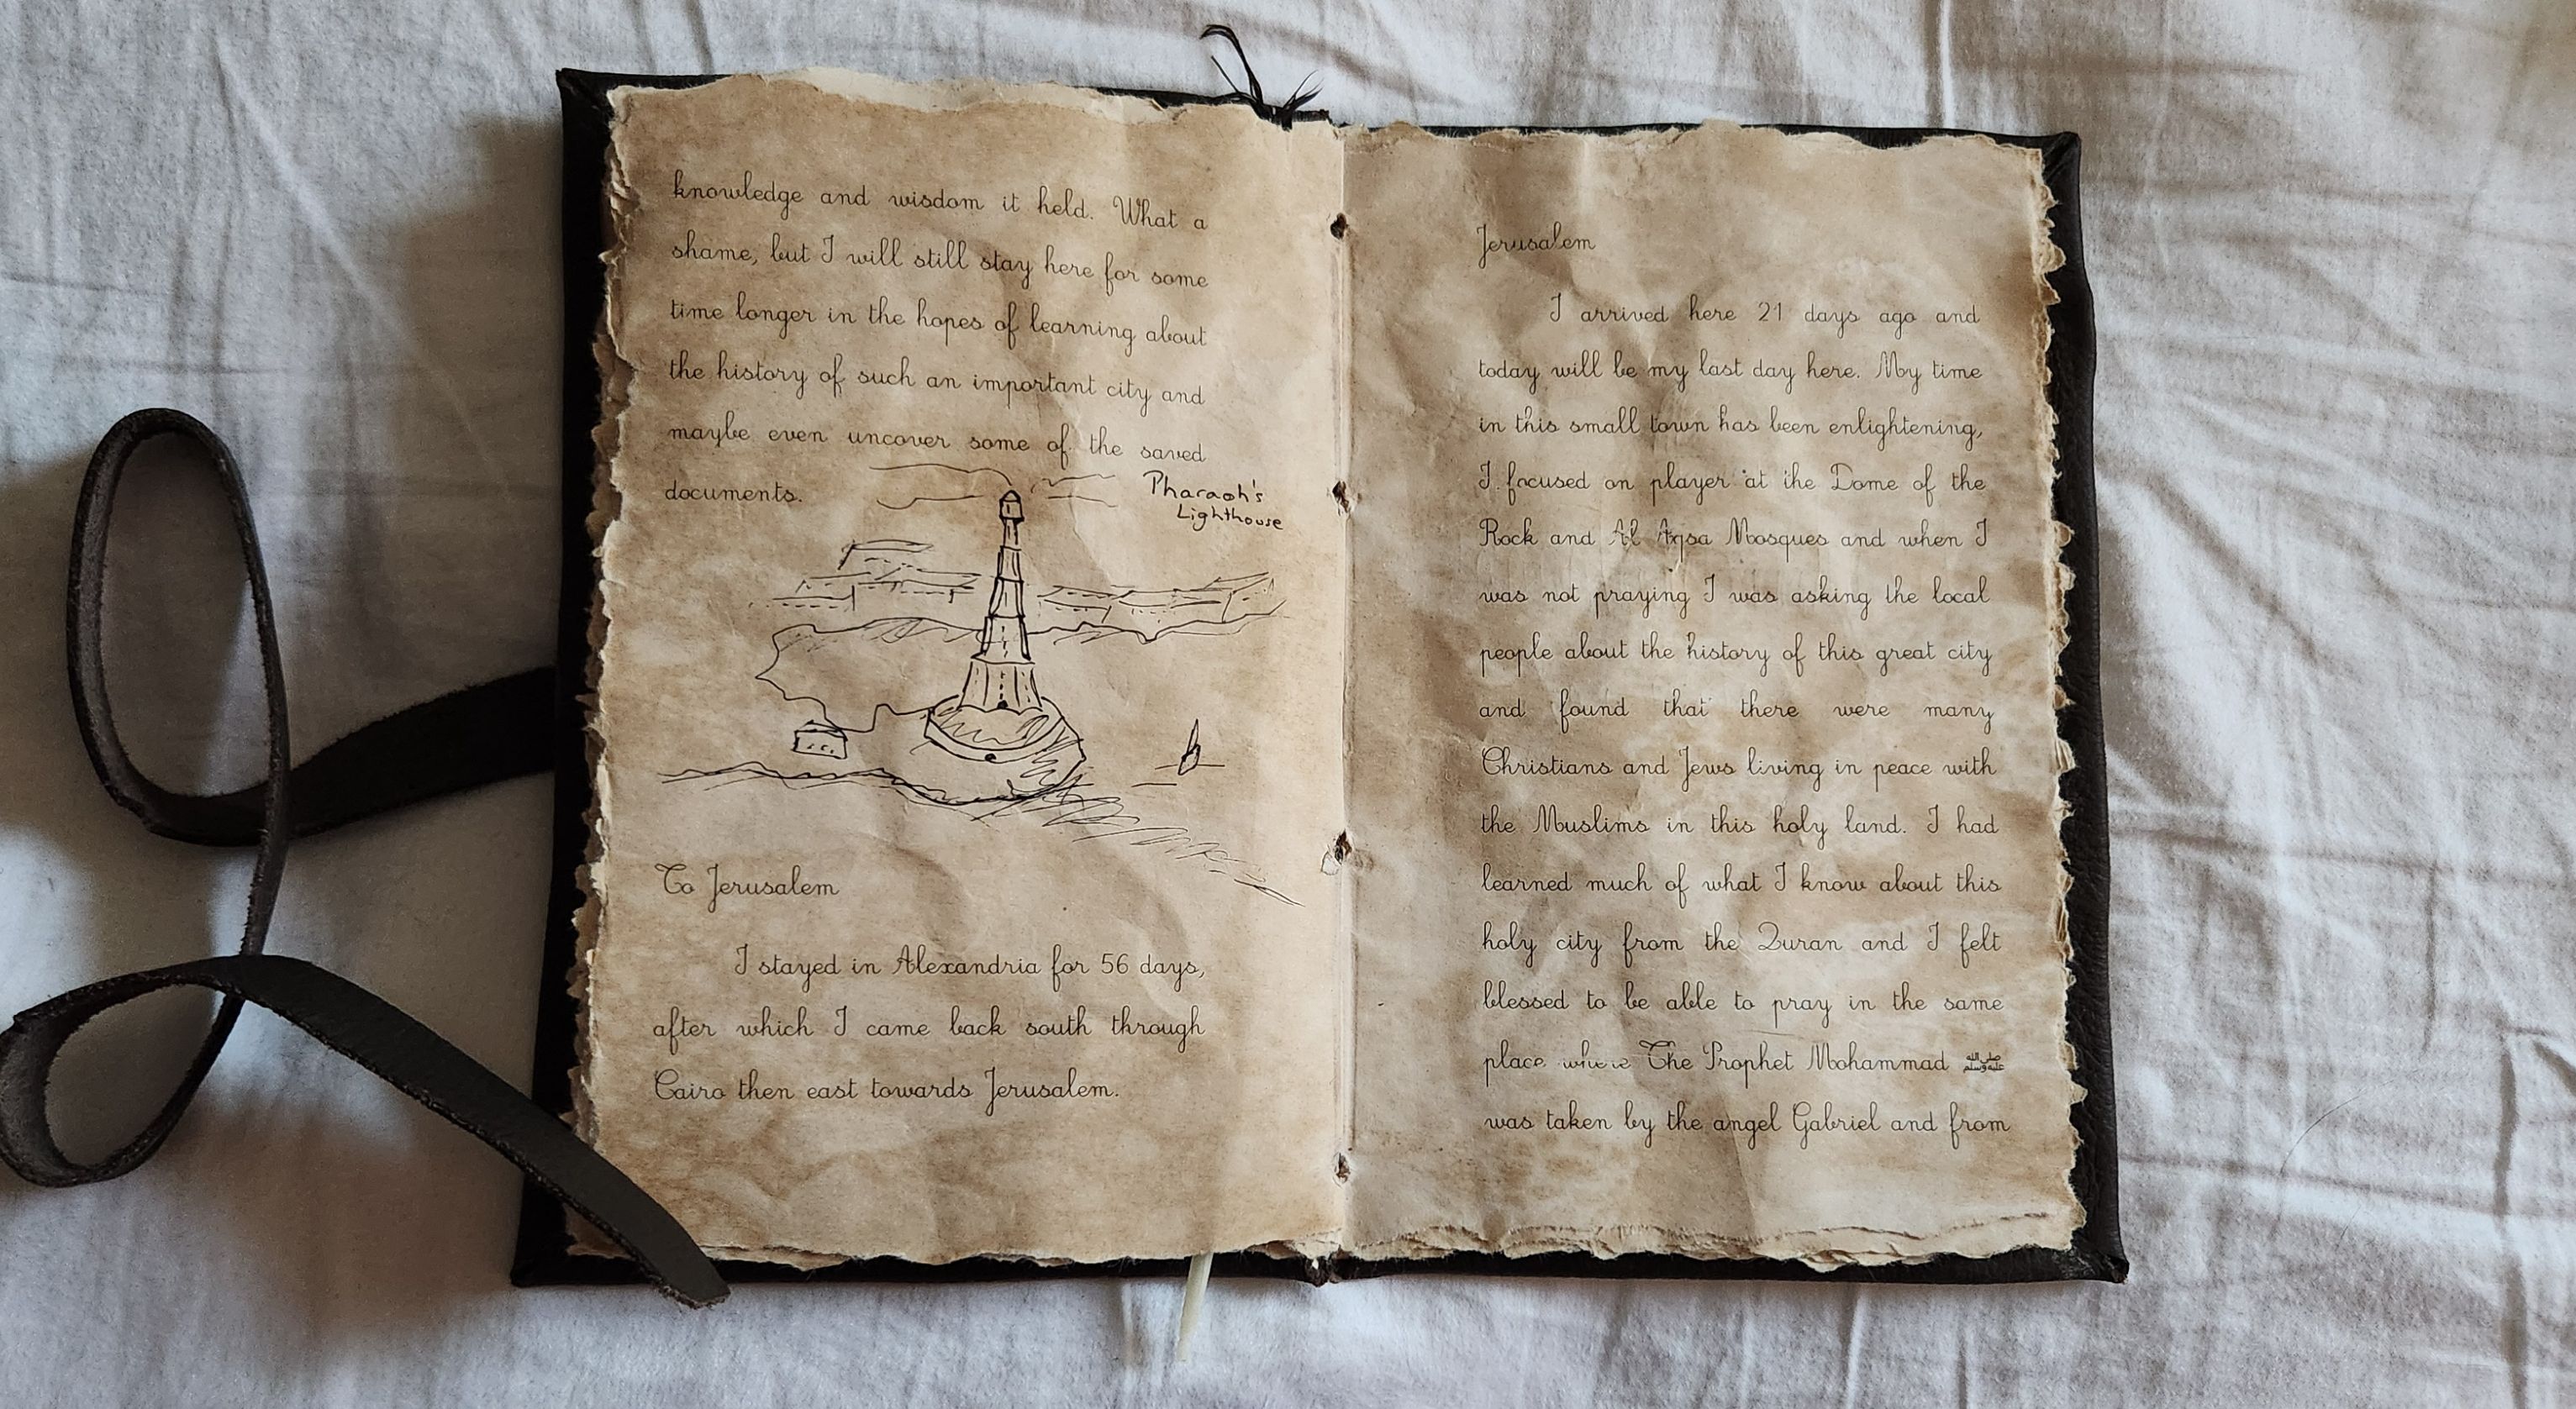 knowledge and wisdom it held. What a
shame, but I will still stay here for some
time longer in the hopes of learning about
the history of such an important city and
maybe even uncover some of the saved
documents.
Pharaoh's
Lighthouse
To Jerusalem
I stayed in Alexandria for 56 days,
after which I came back south through
Cairo then east towards Jerusalem.
Jerusalem
I arrived here 21 days ago and
today will be my last day here. My time
in this small town has been enlightening,
I focused on player at the Dome of the
Rock and Al Aqsa Mosques and when I
was not praying I was asking the local
people about the history of this great city
and found that there were many
Christians and Jews living in peace with
the Muslims in this holy land. I had
learned much of what I know about this
holy city from the Quran and I felt
blessed to be able to pray in the same
place where The Prophet Mohammad ﷺ
was taken by the angel Gabriel and from